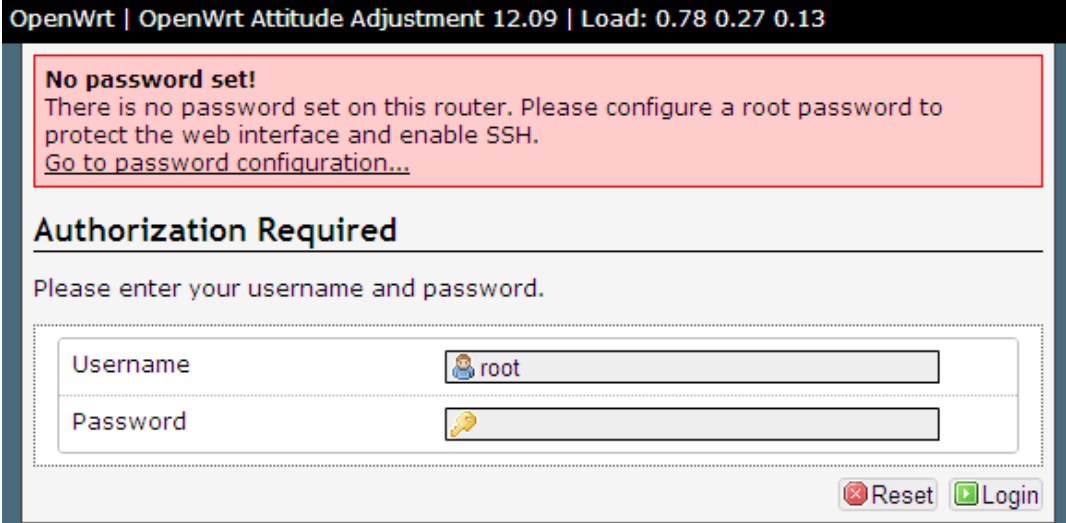 OpenWrt | OpenWrt Attitude Adjustment 12.09 | Load: 0.78 0.27 0.13
No password set!
There is no password set on this router. Please configure a root password to
protect the web interface and enable SSH.
Go to password configuration...
Authorization Required
Please enter your username and password.
Username root
Password
Reset Login